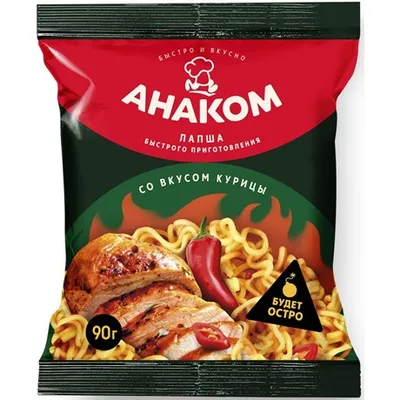 БЫСТРО И ВКУСНО
АНАКОМ
ЛАПША
БЫСТРОГО ПРИГОТОВЛЕНИЯ
СО ВКУСОМ КУРИЦЫ
БУДЕТ
ОСТРО
90г